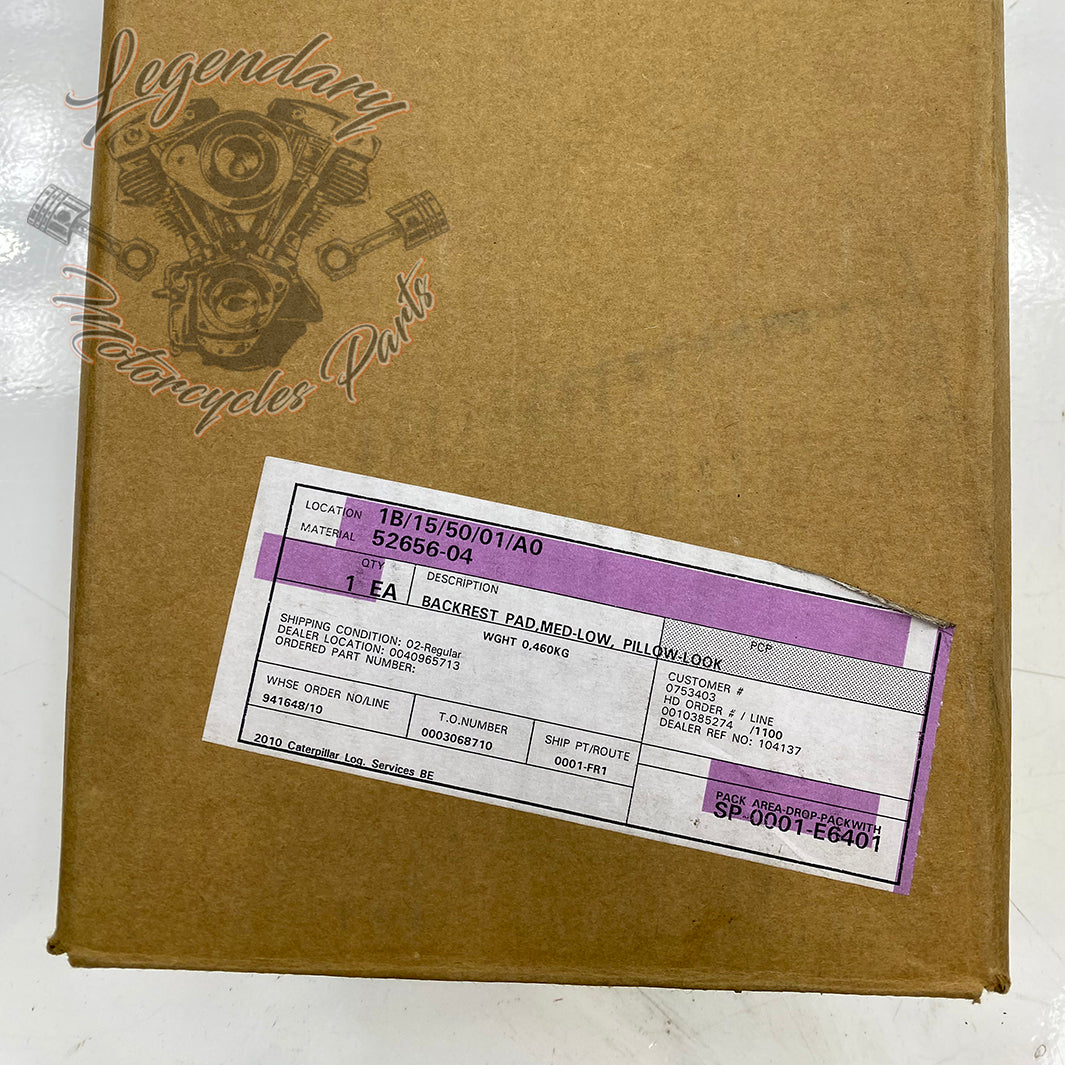 Legendary
Motorcycles Parts
LOCATION 1B/15/50/01/A0
MATERIAL 52656-04
QTY
1 EA
DESCRIPTION
BACKREST PAD,MED-LOW, PILLOW-LOOK
WGHT 0,460KG
PCP
SHIPPING CONDITION: 02-Regular
DEALER LOCATION: 0040965713
ORDERED PART NUMBER:
CUSTOMER #
0753403
HD ORDER # / LINE
0010385274 /1100
DEALER REF NO: 104137
WHSE ORDER NO/LINE
941648/10
T.O.NUMBER
0003068710
SHIP PT/ROUTE
0001-FR1
PACK AREA-DROP-PACKWITH
SP-0001-E6401
2010 Caterpillar Log. Services BE